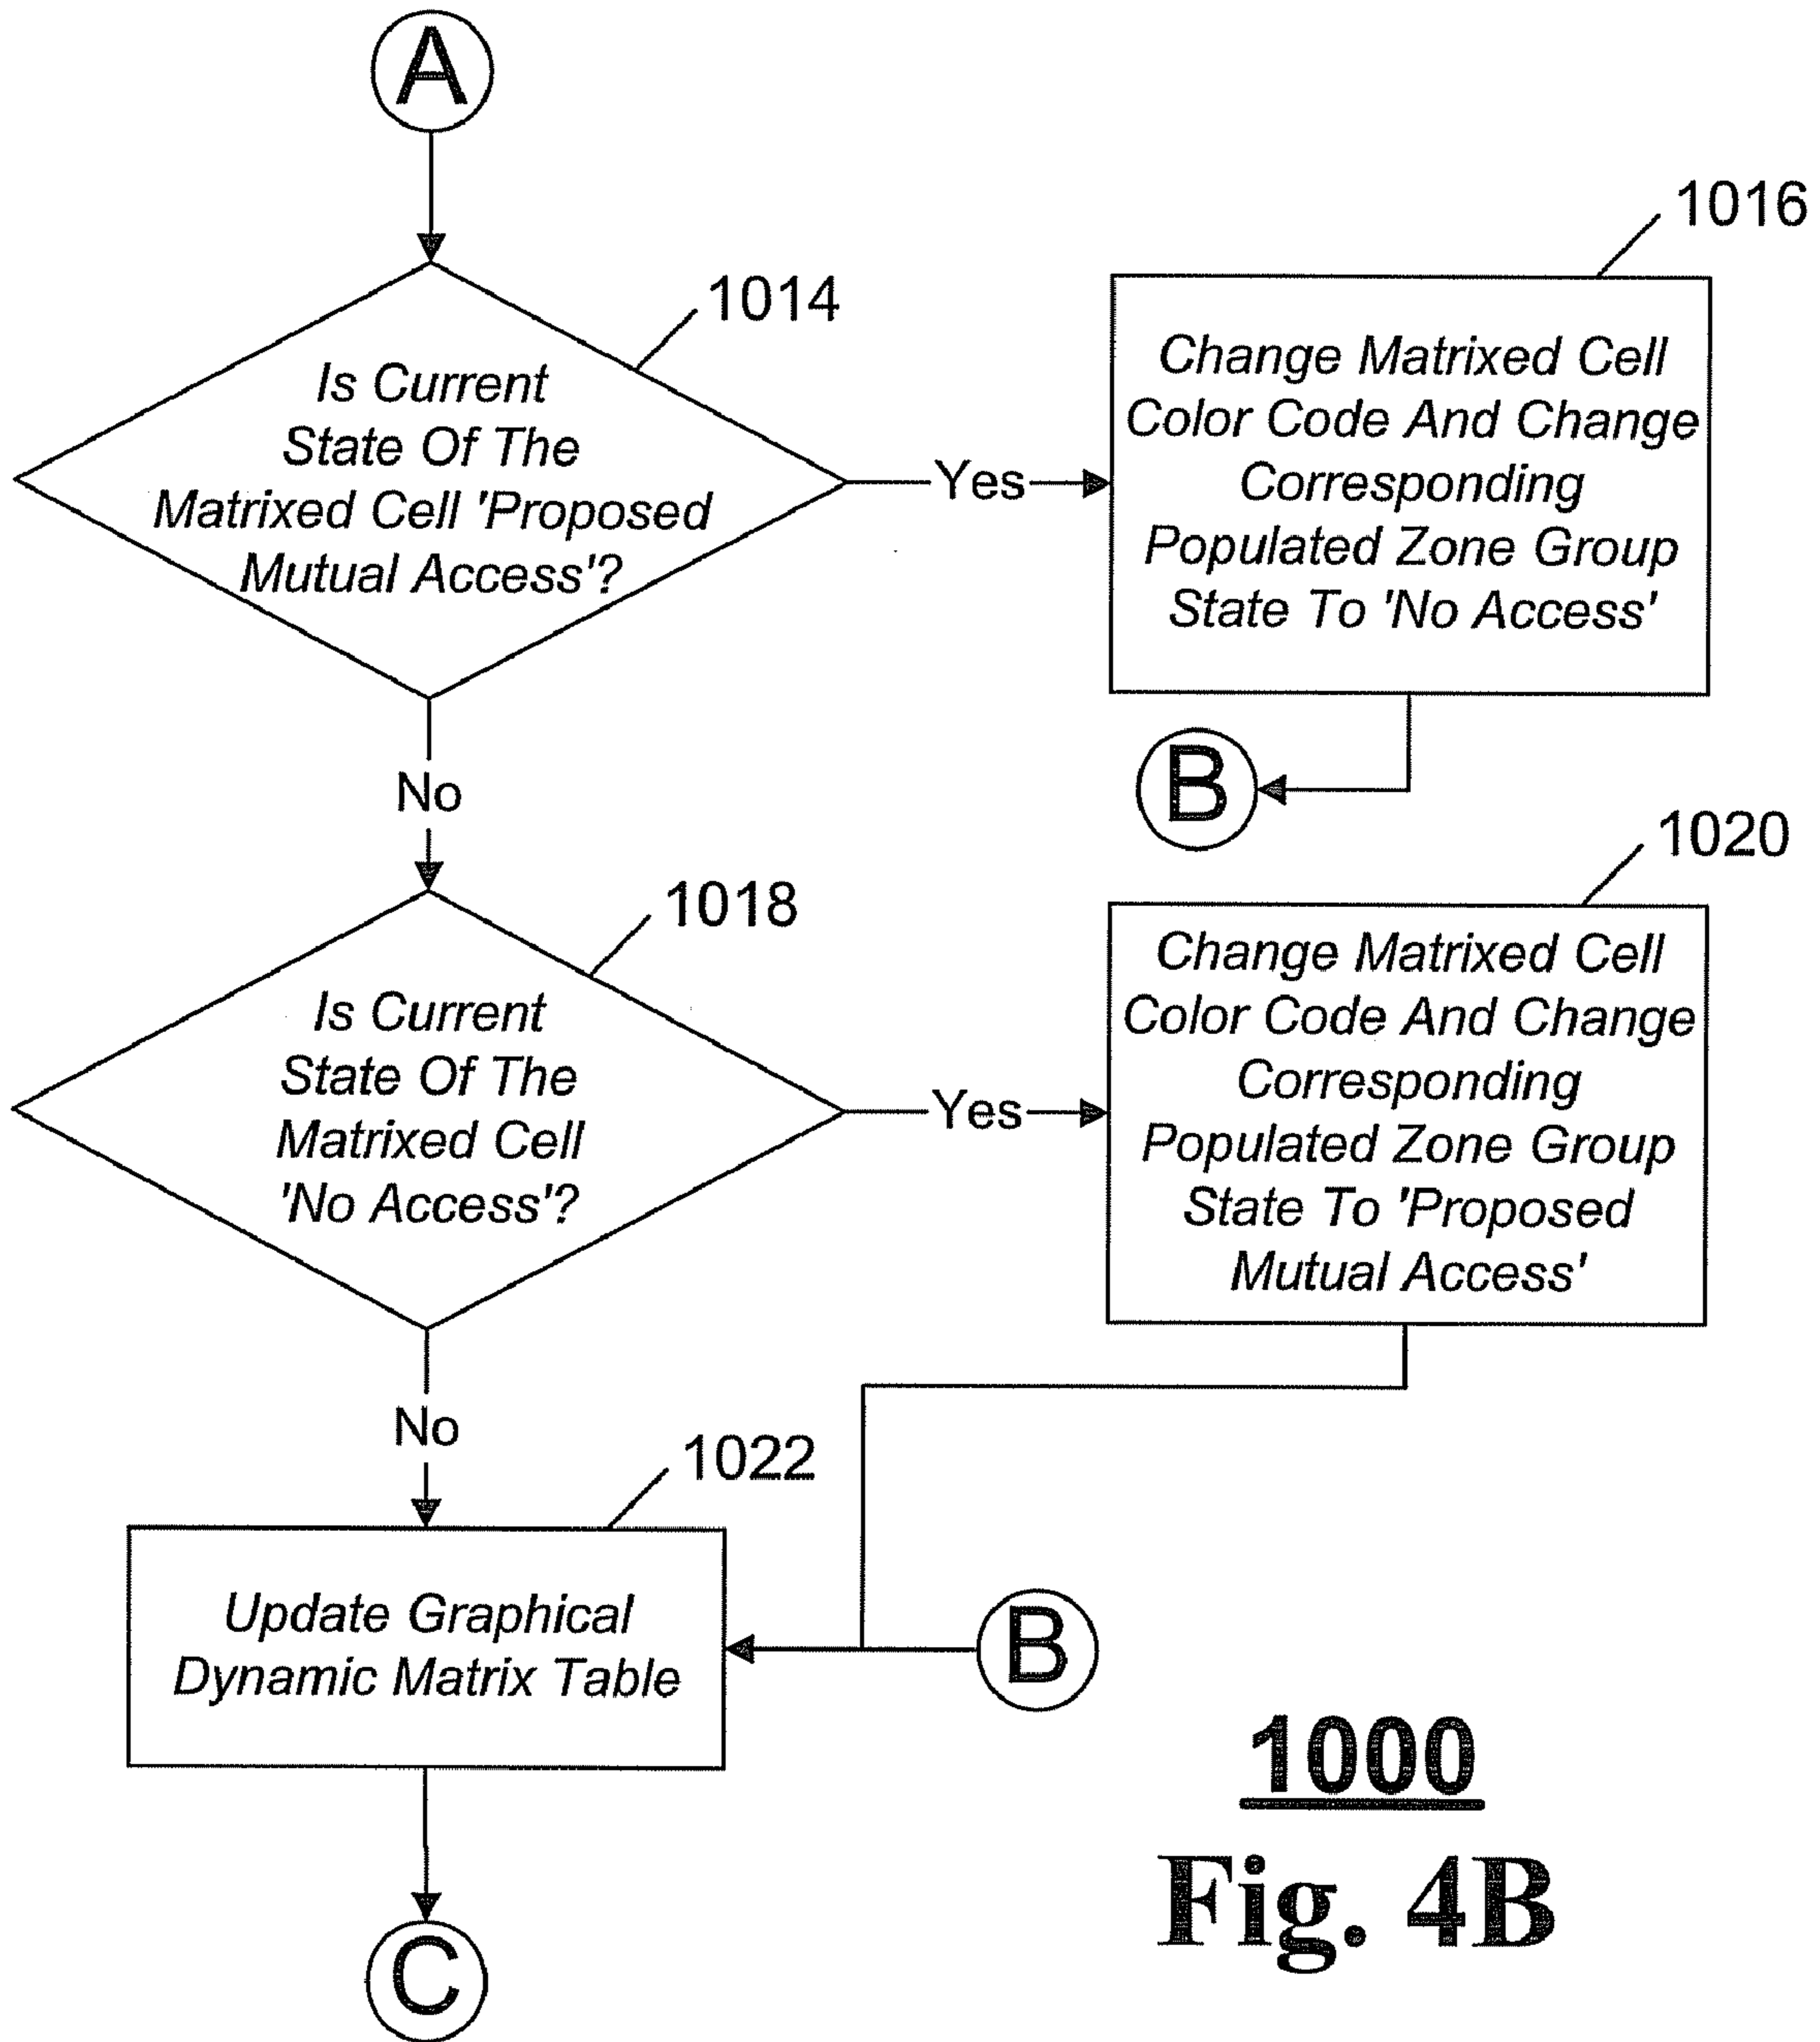 A
1014
Is Current
State Of The
Matrixed Cell 'Proposed
Mutual Access'?
Yes
1016
Change Matrixed Cell
Color Code And Change
Corresponding
Populated Zone Group
State To 'No Access'
B
No
1018
Is Current
State Of The
Matrixed Cell
'No Access'?
Yes
1020
Change Matrixed Cell
Color Code And Change
Corresponding
Populated Zone Group
State To 'Proposed
Mutual Access'
No
1022
Update Graphical
Dynamic Matrix Table
B
C
1000
Fig. 4B